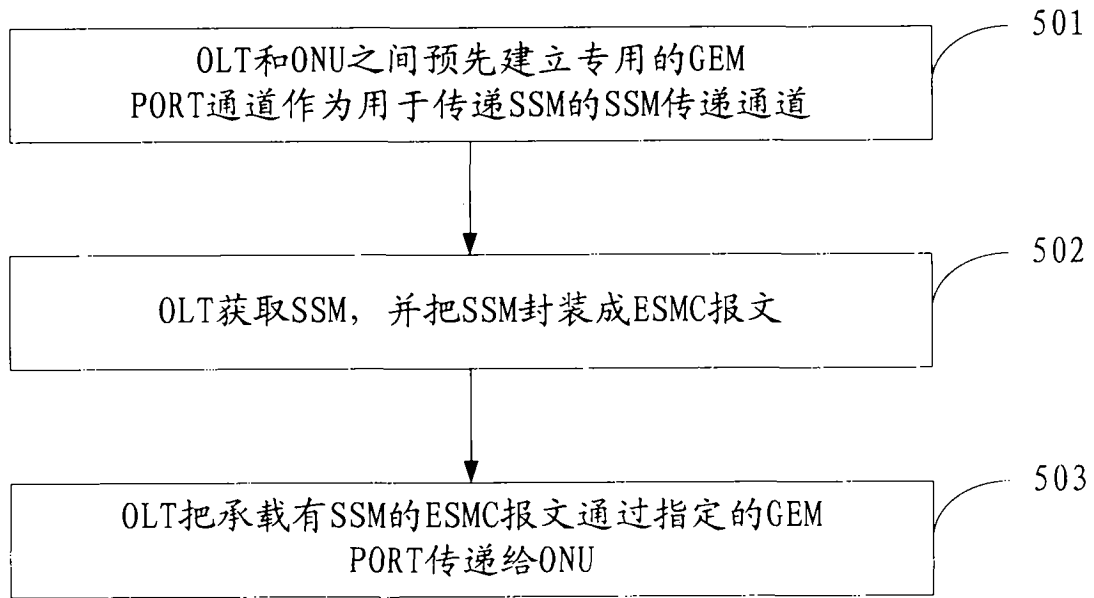 501
OLT和ONU之间预先建立专用的GEM
PORT通道作为用于传递SSM的SSM传递通道
502
OLT获取SSM, 并把SSM封装成ESMC报文
503
OLT把承载有SSM的ESMC报文通过指定的GEM
PORT传递给ONU